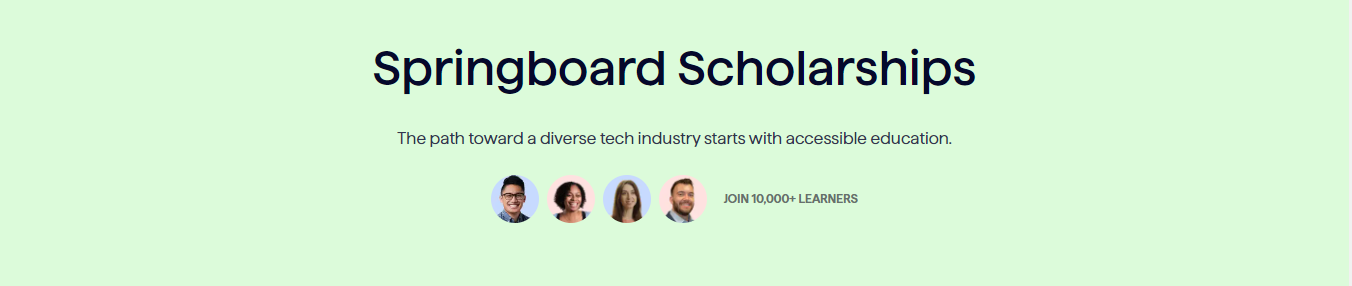 Springboard Scholarships
The path toward a diverse tech industry starts with accessible education.
JOIN 10,000+ LEARNERS